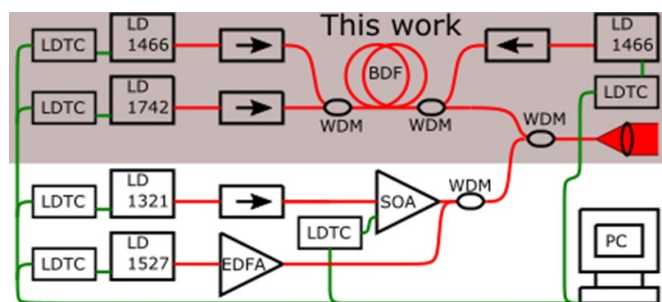 This work
LDTC
LD
1466
BDF
LD
1466
LDTC
LDTC
LD
1742
WDM
WDM
WDM
LDTC
LD
1321
SOA
WDM
LDTC
LDTC
LD
1527
EDFA
PC